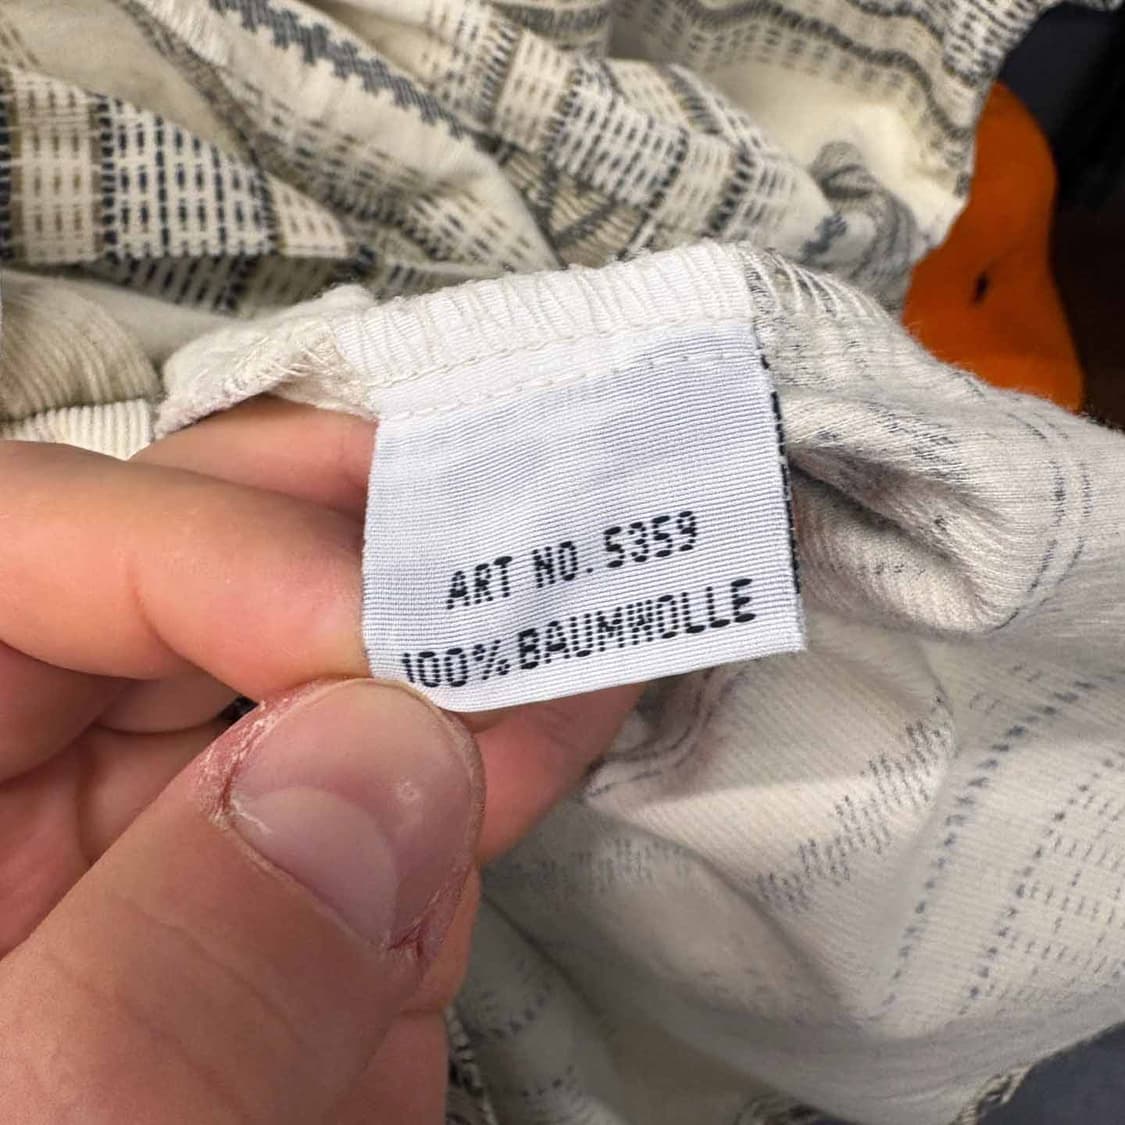 ART NO. 5359
100% BAUMWOLLE